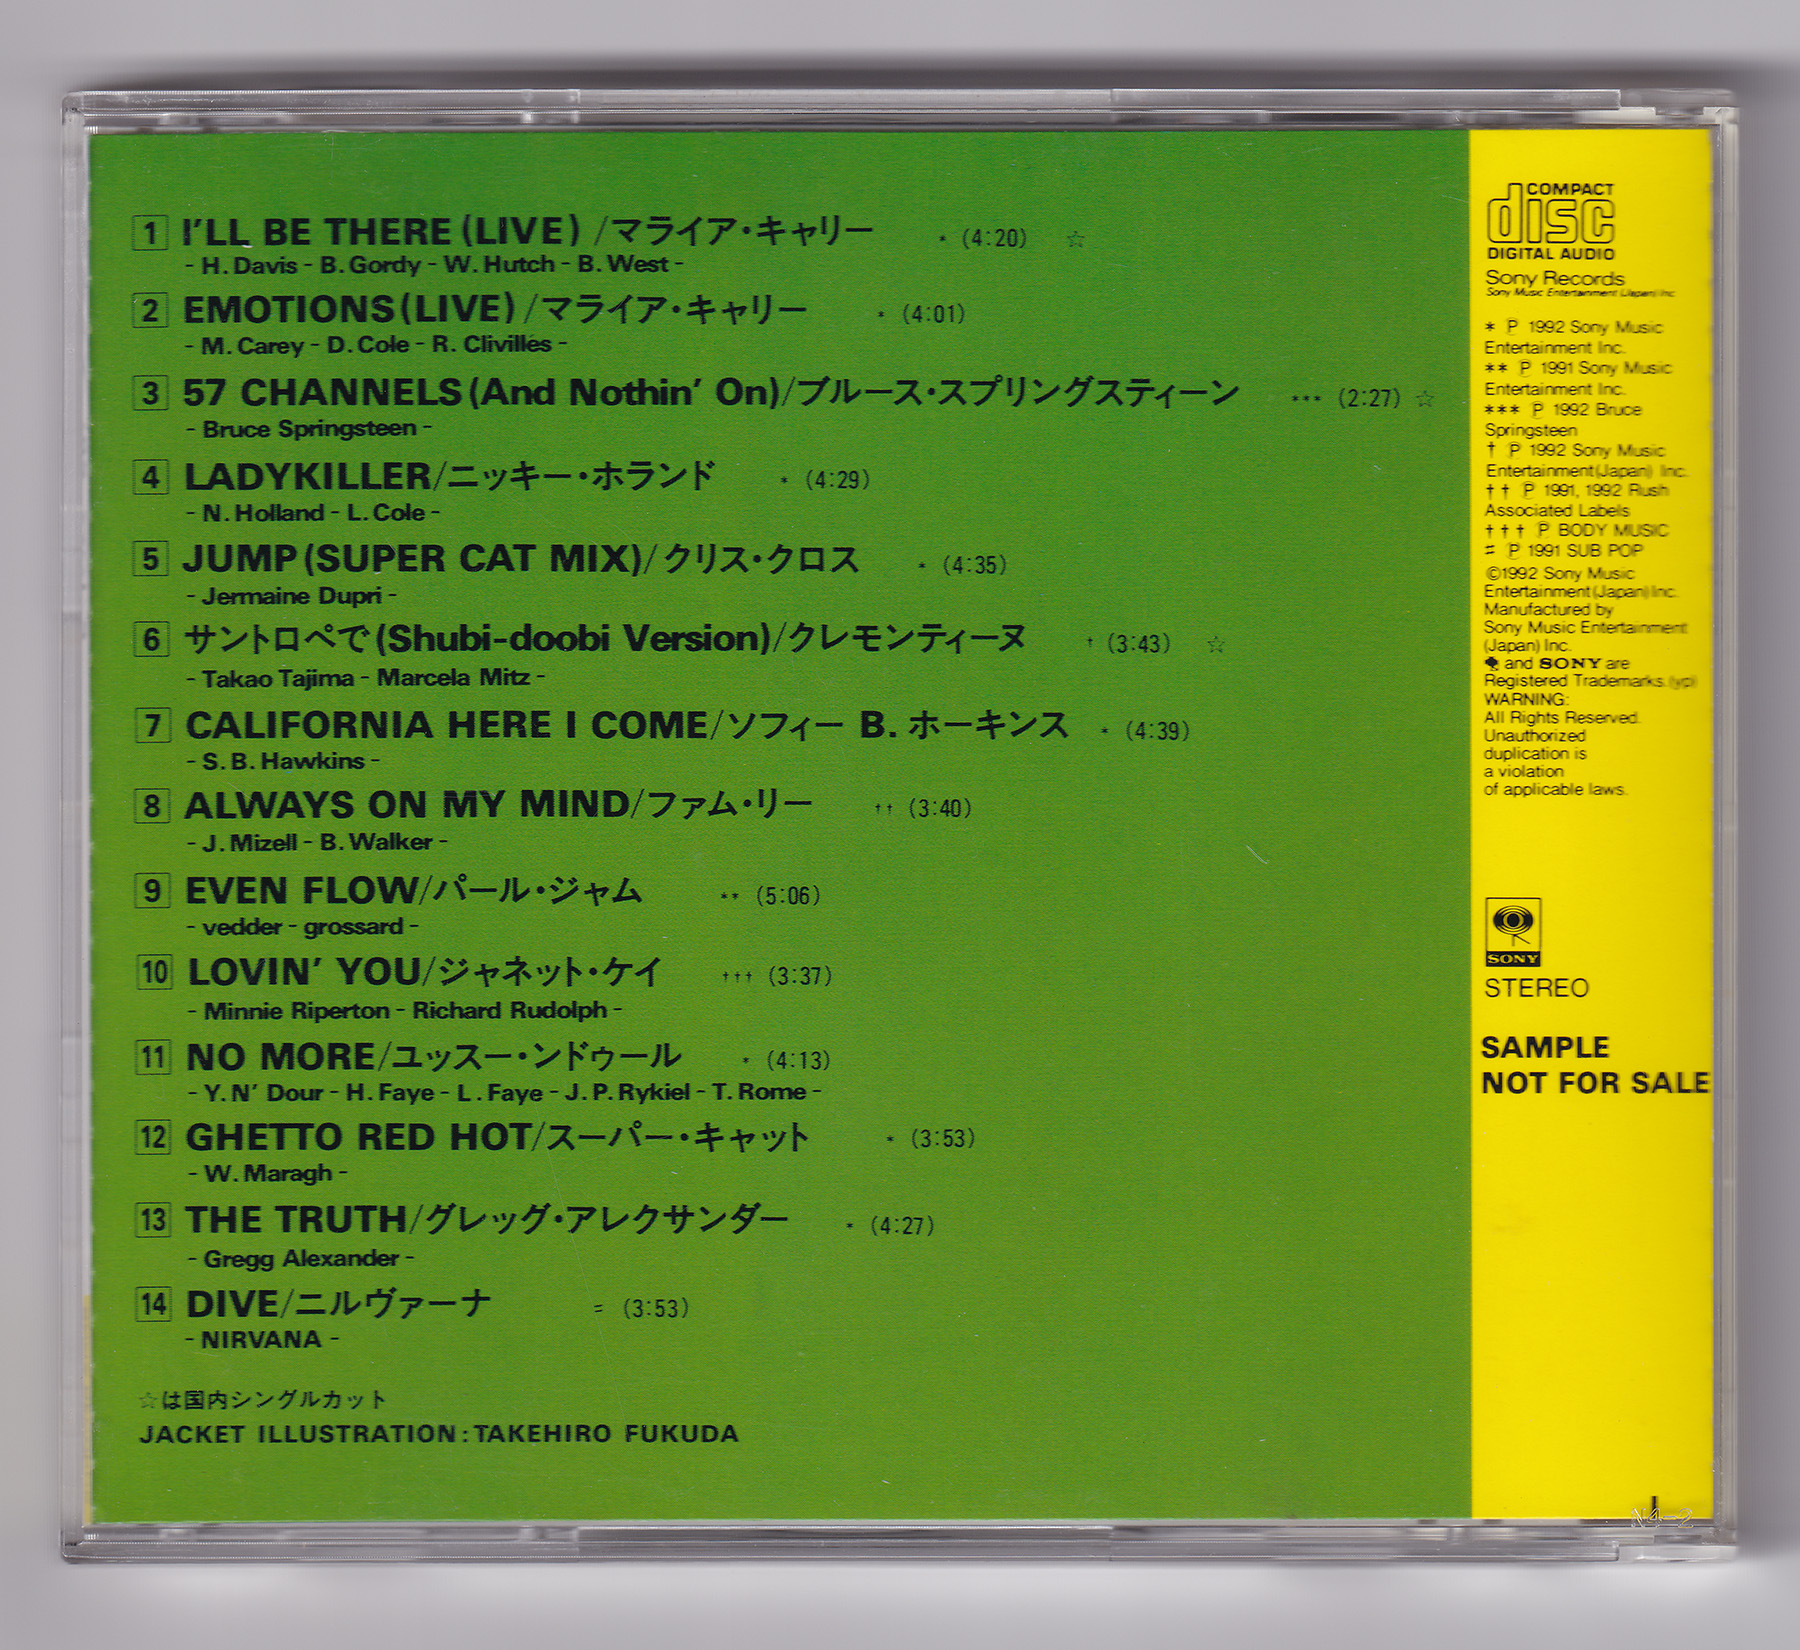 1 I'LL BE THERE (LIVE) /マライア・キャリー * (4:20) ☆
- H. Davis - B. Gordy - W. Hutch - B. West -
2 EMOTIONS (LIVE) /マライア・キャリー * (4:01)
- M. Carey - D. Cole - R. Clivillés -
3 57 CHANNELS (And Nothin' On)/ブルース・スプリングスティーン *** (2:27) ☆
- Bruce Springsteen -
4 LADYKILLER/ニッキー・ホランド * (4:29)
- N. Holland - L. Cole -
5 JUMP (SUPER CAT MIX)/クリス・クロス * (4:35)
- Jermaine Dupri -
6 サントロペで (Shubi-doobi Version)/クレモンティーヌ † (3:43) ☆
- Takao Tajima - Marcela Mitz -
7 CALIFORNIA HERE I COME/ソフィー B. ホーキンス * (4:39)
- S. B. Hawkins -
8 ALWAYS ON MY MIND/ファム・リー †† (3:40)
- J. Mizell - B. Walker -
9 EVEN FLOW/パール・ジャム ** (5:06)
- vedder - grossard -
10 LOVIN' YOU/ジャネット・ケイ ††† (3:37)
- Minnie Riperton - Richard Rudolph -
11 NO MORE/ユッスー・ンドゥール * (4:13)
- Y. N' Dour - H. Faye - L. Faye - J. P. Rykiel - T. Rome -
12 GHETTO RED HOT/スーパー・キャット * (3:53)
- W. Maragh -
13 THE TRUTH/グレッグ・アレクサンダー * (4:27)
- Gregg Alexander -
14 DIVE/ニルヴァーナ = (3:53)
- NIRVANA -
☆は国内シングルカット
JACKET ILLUSTRATION : TAKEHIRO FUKUDA
COMPACT
disc
DIGITAL AUDIO
Sony Records
Sony Music Entertainment (Japan) Inc
* Ⓟ 1992 Sony Music
Entertainment Inc.
** Ⓟ 1991 Sony Music
Entertainment Inc.
*** Ⓟ 1992 Bruce
Springsteen
† Ⓟ 1992 Sony Music
Entertainment (Japan) Inc.
†† Ⓟ 1991, 1992 Rush
Associated Labels
††† Ⓟ BODY MUSIC
= Ⓟ 1991 SUB POP
©1992 Sony Music
Entertainment (Japan) Inc.
Manufactured by
Sony Music Entertainment
(Japan) Inc.
and SONY are
Registered Trademarks. (yp)
WARNING:
All Rights Reserved.
Unauthorized
duplication is
a violation
of applicable laws.
SONY
STEREO
SAMPLE
NOT FOR SALE
N4-2